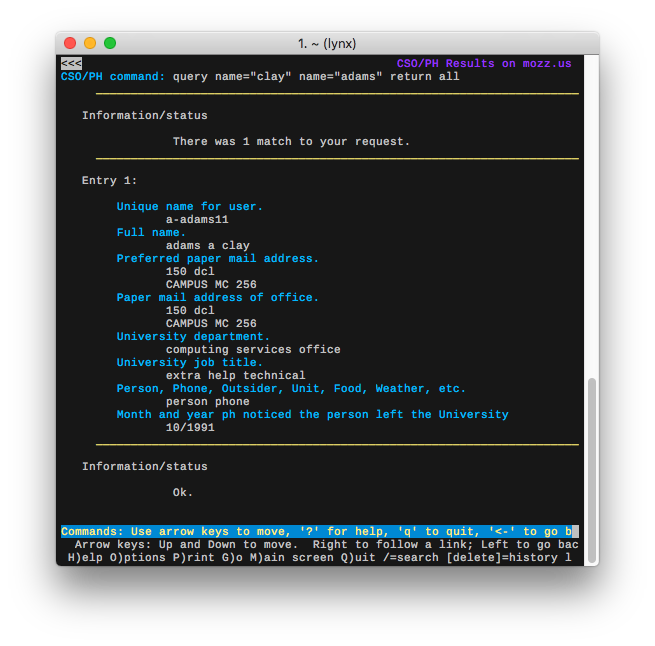 1. ~ (lynx)
<<< CSO/PH Results on mozz.us
CSO/PH command: query name="clay" name="adams" return all
Information/status
There was 1 match to your request.
Entry 1:
Unique name for user.
a-adams11
Full name.
adams a clay
Preferred paper mail address.
150 dcl
CAMPUS MC 256
Paper mail address of office.
150 dcl
CAMPUS MC 256
University department.
computing services office
University job title.
extra help technical
Person, Phone, Outsider, Unit, Food, Weather, etc.
person phone
Month and year ph noticed the person left the University
10/1991
Information/status
Ok.
Commands: Use arrow keys to move, '?' for help, 'q' to quit, '<-' to go b
Arrow keys: Up and Down to move. Right to follow a link; Left to go bac
H)elp O)ptions P)rint G)o M)ain screen Q)uit /=search [delete]=history l